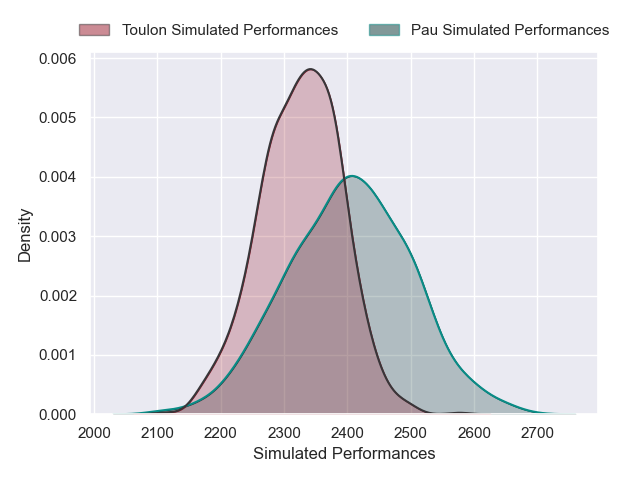 Toulon Simulated Performances Pau Simulated Performances
0.006
0.005
0.004
0.003
0.002
0.001
0.000
Density
2000 2100 2200 2300 2400 2500 2600 2700
Simulated Performances